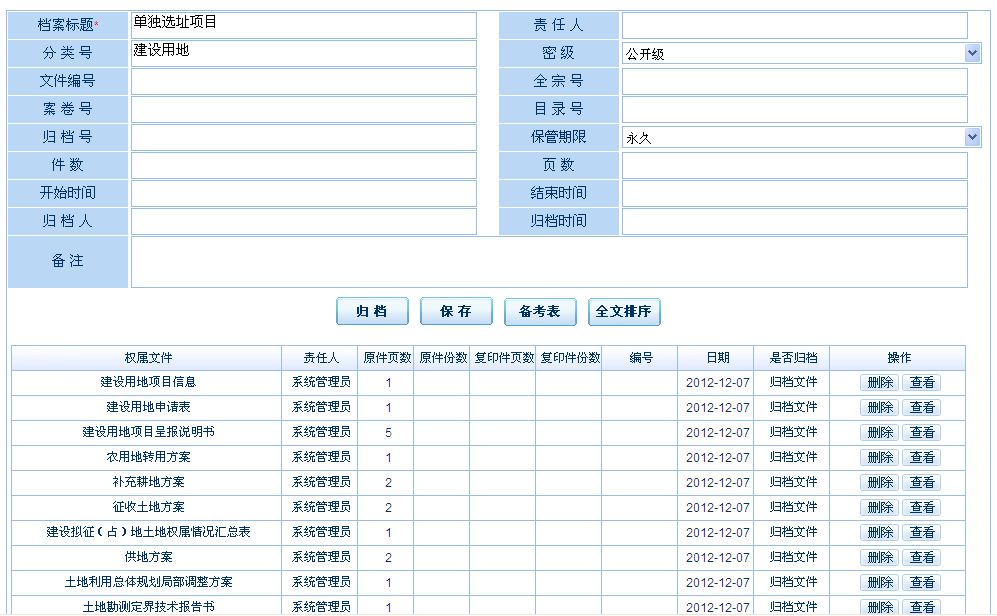 档案标题* 单独选址项目 责 任 人
分 类 号 建设用地 密 级 公开级
文件编号 全 宗 号
案 卷 号 目 录 号
归 档 号 保管期限 永久
件 数 页 数
开始时间 结束时间
归 档 人 归档时间
备 注
归 档 保 存 备考表 全文排序
权属文件 责任人 原件页数 原件份数 复印件页数 复印件份数 编号 日期 是否归档 操作
建设用地项目信息 系统管理员 1 2012-12-07 归档文件 删除 查看
建设用地申请表 系统管理员 1 2012-12-07 归档文件 删除 查看
建设用地项目呈报说明书 系统管理员 5 2012-12-07 归档文件 删除 查看
农用地转用方案 系统管理员 1 2012-12-07 归档文件 删除 查看
补充耕地方案 系统管理员 2 2012-12-07 归档文件 删除 查看
征收土地方案 系统管理员 2 2012-12-07 归档文件 删除 查看
建设拟征（占）地土地权属情况汇总表 系统管理员 1 2012-12-07 归档文件 删除 查看
供地方案 系统管理员 2 2012-12-07 归档文件 删除 查看
土地利用总体规划局部调整方案 系统管理员 1 2012-12-07 归档文件 删除 查看
土地勘测定界技术报告书 系统管理员 1 2012-12-07 归档文件 删除 查看